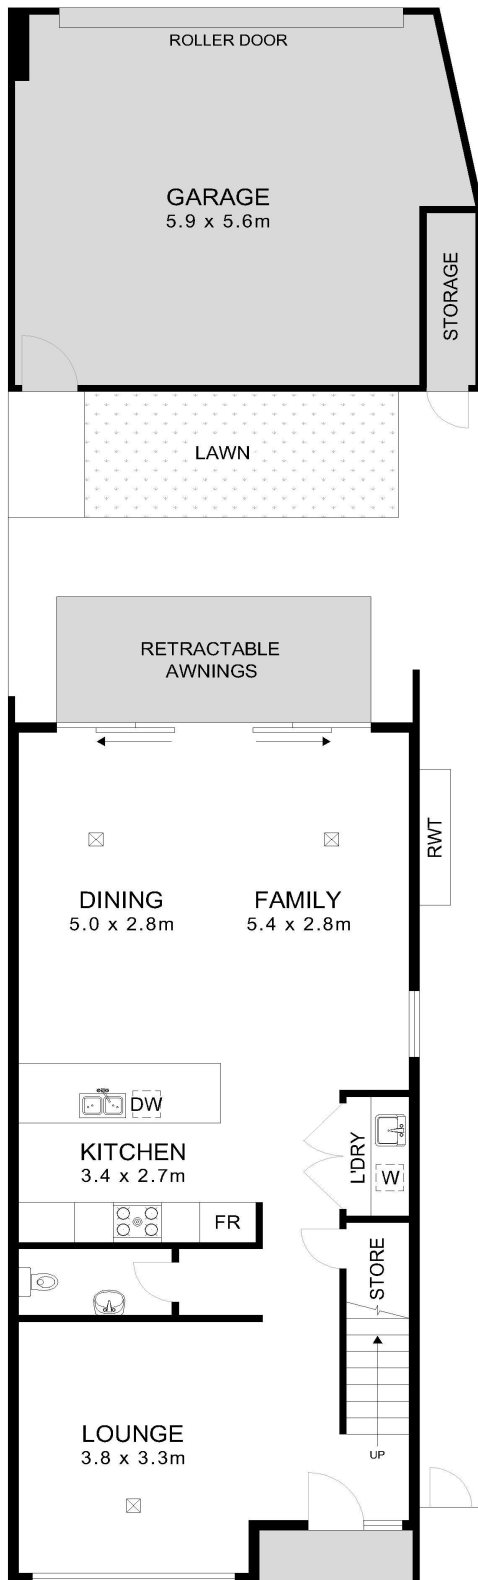 ROLLER DOOR
GARAGE
5.9 x 5.6m
STORAGE
LAWN
RETRACTABLE
AWNINGS
RWT
DINING
5.0 x 2.8m
FAMILY
5.4 x 2.8m
DW
KITCHEN
3.4 x 2.7m
L'DRY
W
FR
STORE
LOUNGE
3.8 x 3.3m
UP